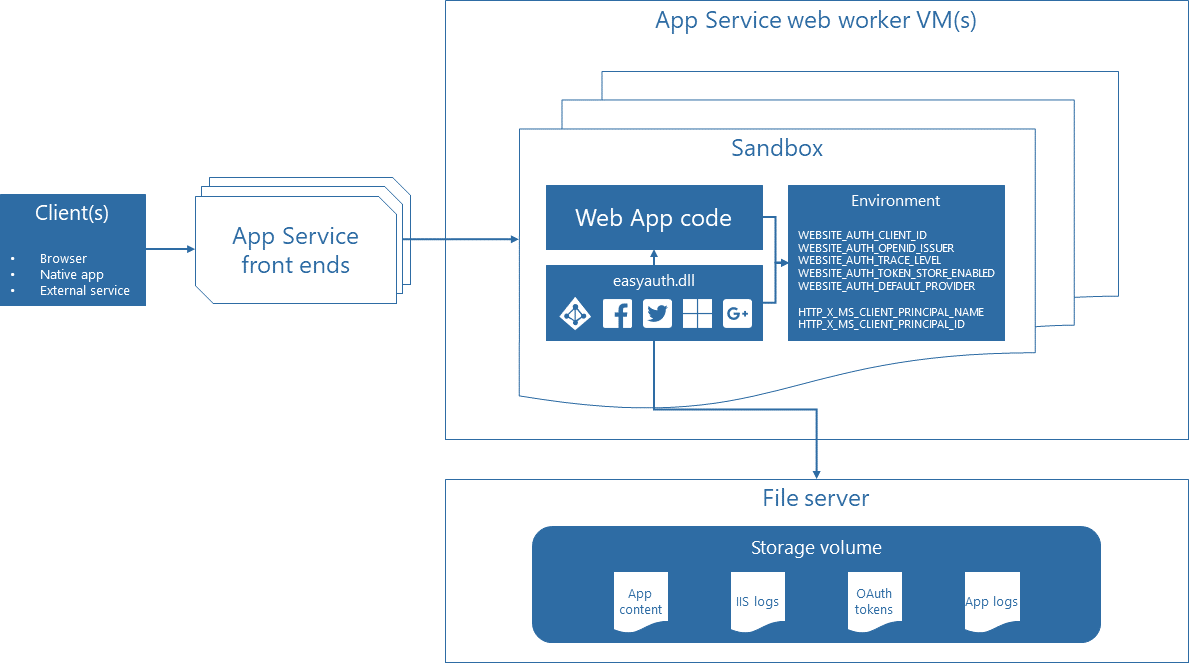 App Service web worker VM(s)
Sandbox
Client(s)
• Browser
• Native app
• External service
App Service
front ends
Web App code
easyauth.dll
G+
Environment
WEBSITE_AUTH_CLIENT_ID
WEBSITE_AUTH_OPENID_ISSUER
WEBSITE_AUTH_TRACE_LEVEL
WEBSITE_AUTH_TOKEN_STORE_ENABLED
WEBSITE_AUTH_DEFAULT_PROVIDER
HTTP_X_MS_CLIENT_PRINCIPAL_NAME
HTTP_X_MS_CLIENT_PRINCIPAL_ID
File server
Storage volume
App
content
IIS logs
OAuth
tokens
App logs